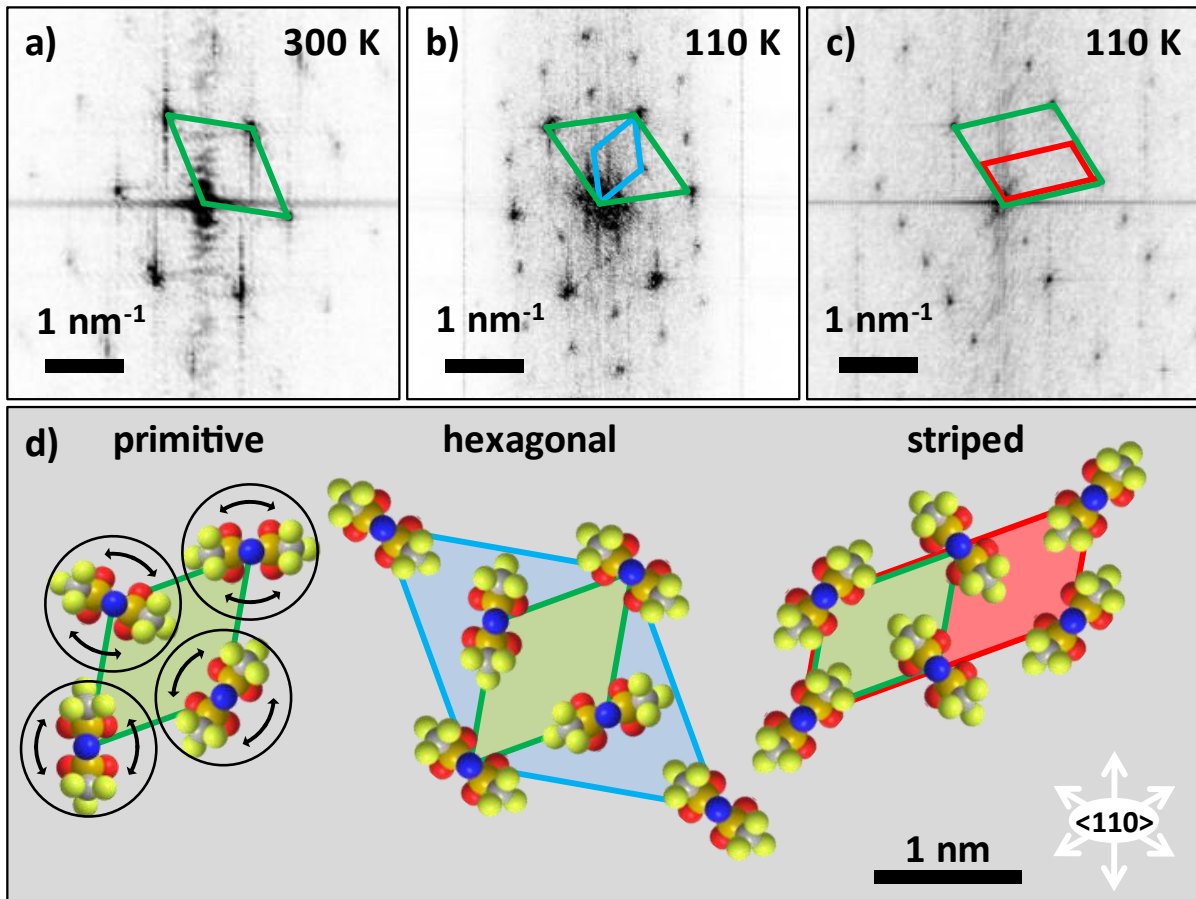 a) 300 K
b) 110 K
c) 110 K
1 nm⁻¹
1 nm⁻¹
1 nm⁻¹
d) primitive hexagonal striped
<110>
1 nm